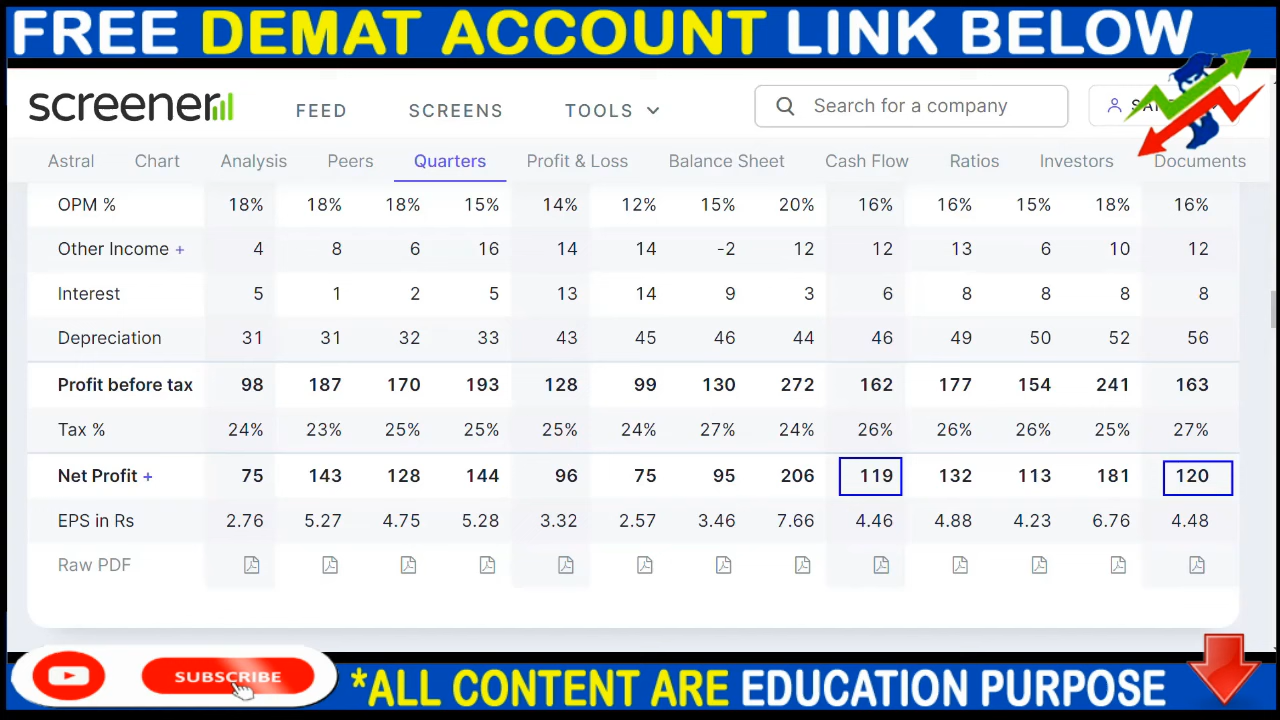 FREE DEMAT ACCOUNT LINK BELOW
screener FEED SCREENS TOOLS Search for a company
Astral Chart Analysis Peers Quarters Profit & Loss Balance Sheet Cash Flow Ratios Investors Documents
OPM % 18% 18% 18% 15% 14% 12% 15% 20% 16% 16% 15% 18% 16%
Other Income + 4 8 6 16 14 14 -2 12 12 13 6 10 12
Interest 5 1 2 5 13 14 9 3 6 8 8 8 8
Depreciation 31 31 32 33 43 45 46 44 46 49 50 52 56
Profit before tax 98 187 170 193 128 99 130 272 162 177 154 241 163
Tax % 24% 23% 25% 25% 25% 24% 27% 24% 26% 26% 26% 25% 27%
Net Profit + 75 143 128 144 96 75 95 206 119 132 113 181 120
EPS in Rs 2.76 5.27 4.75 5.28 3.32 2.57 3.46 7.66 4.46 4.88 4.23 6.76 4.48
Raw PDF
SUBSCRIBE
*ALL CONTENT ARE EDUCATION PURPOSE